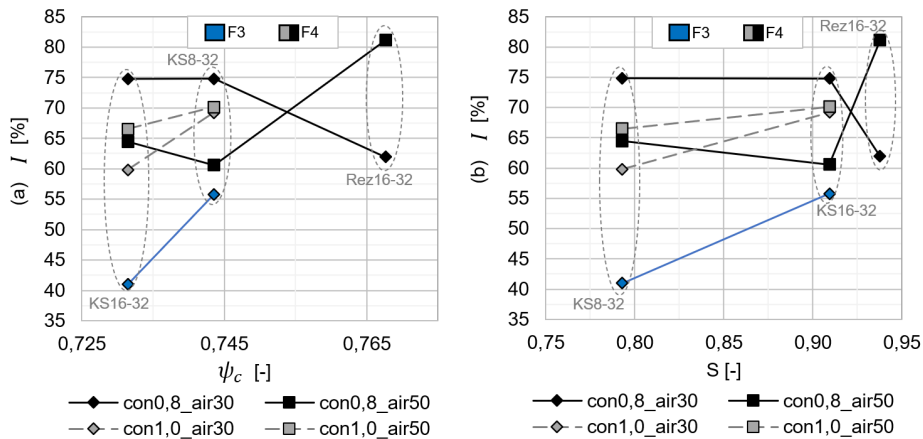 F3 F4
85
80
75
70
65
60
55
50
45
40
35
(a) I [%]
KS8-32
Rez16-32
KS16-32
0,725 0,745 0,765
ψc [-]
con0,8_air30 con0,8_air50
con1,0_air30 con1,0_air50
F3 F4
85
80
75
70
65
60
55
50
45
40
35
(b) I [%]
Rez16-32
KS16-32
KS8-32
0,75 0,80 0,85 0,90 0,95
S [-]
con0,8_air30 con0,8_air50
con1,0_air30 con1,0_air50